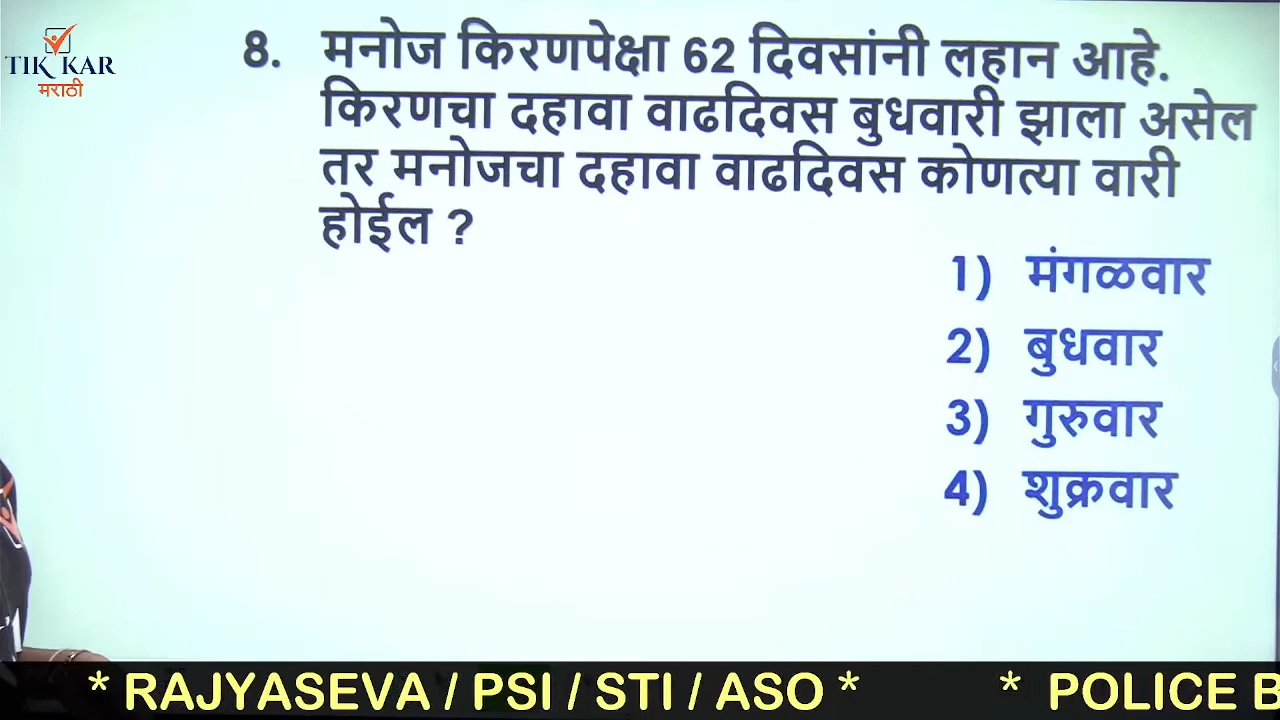 TIK KAR
मराठी
8. मनोज किरणपेक्षा 62 दिवसांनी लहान आहे.
किरणचा दहावा वाढदिवस बुधवारी झाला असेल
तर मनोजचा दहावा वाढदिवस कोणत्या वारी
होईल ?
1) मंगळवार
2) बुधवार
3) गुरुवार
4) शुक्रवार
* RAJYASEVA / PSI / STI / ASO * * POLICE B